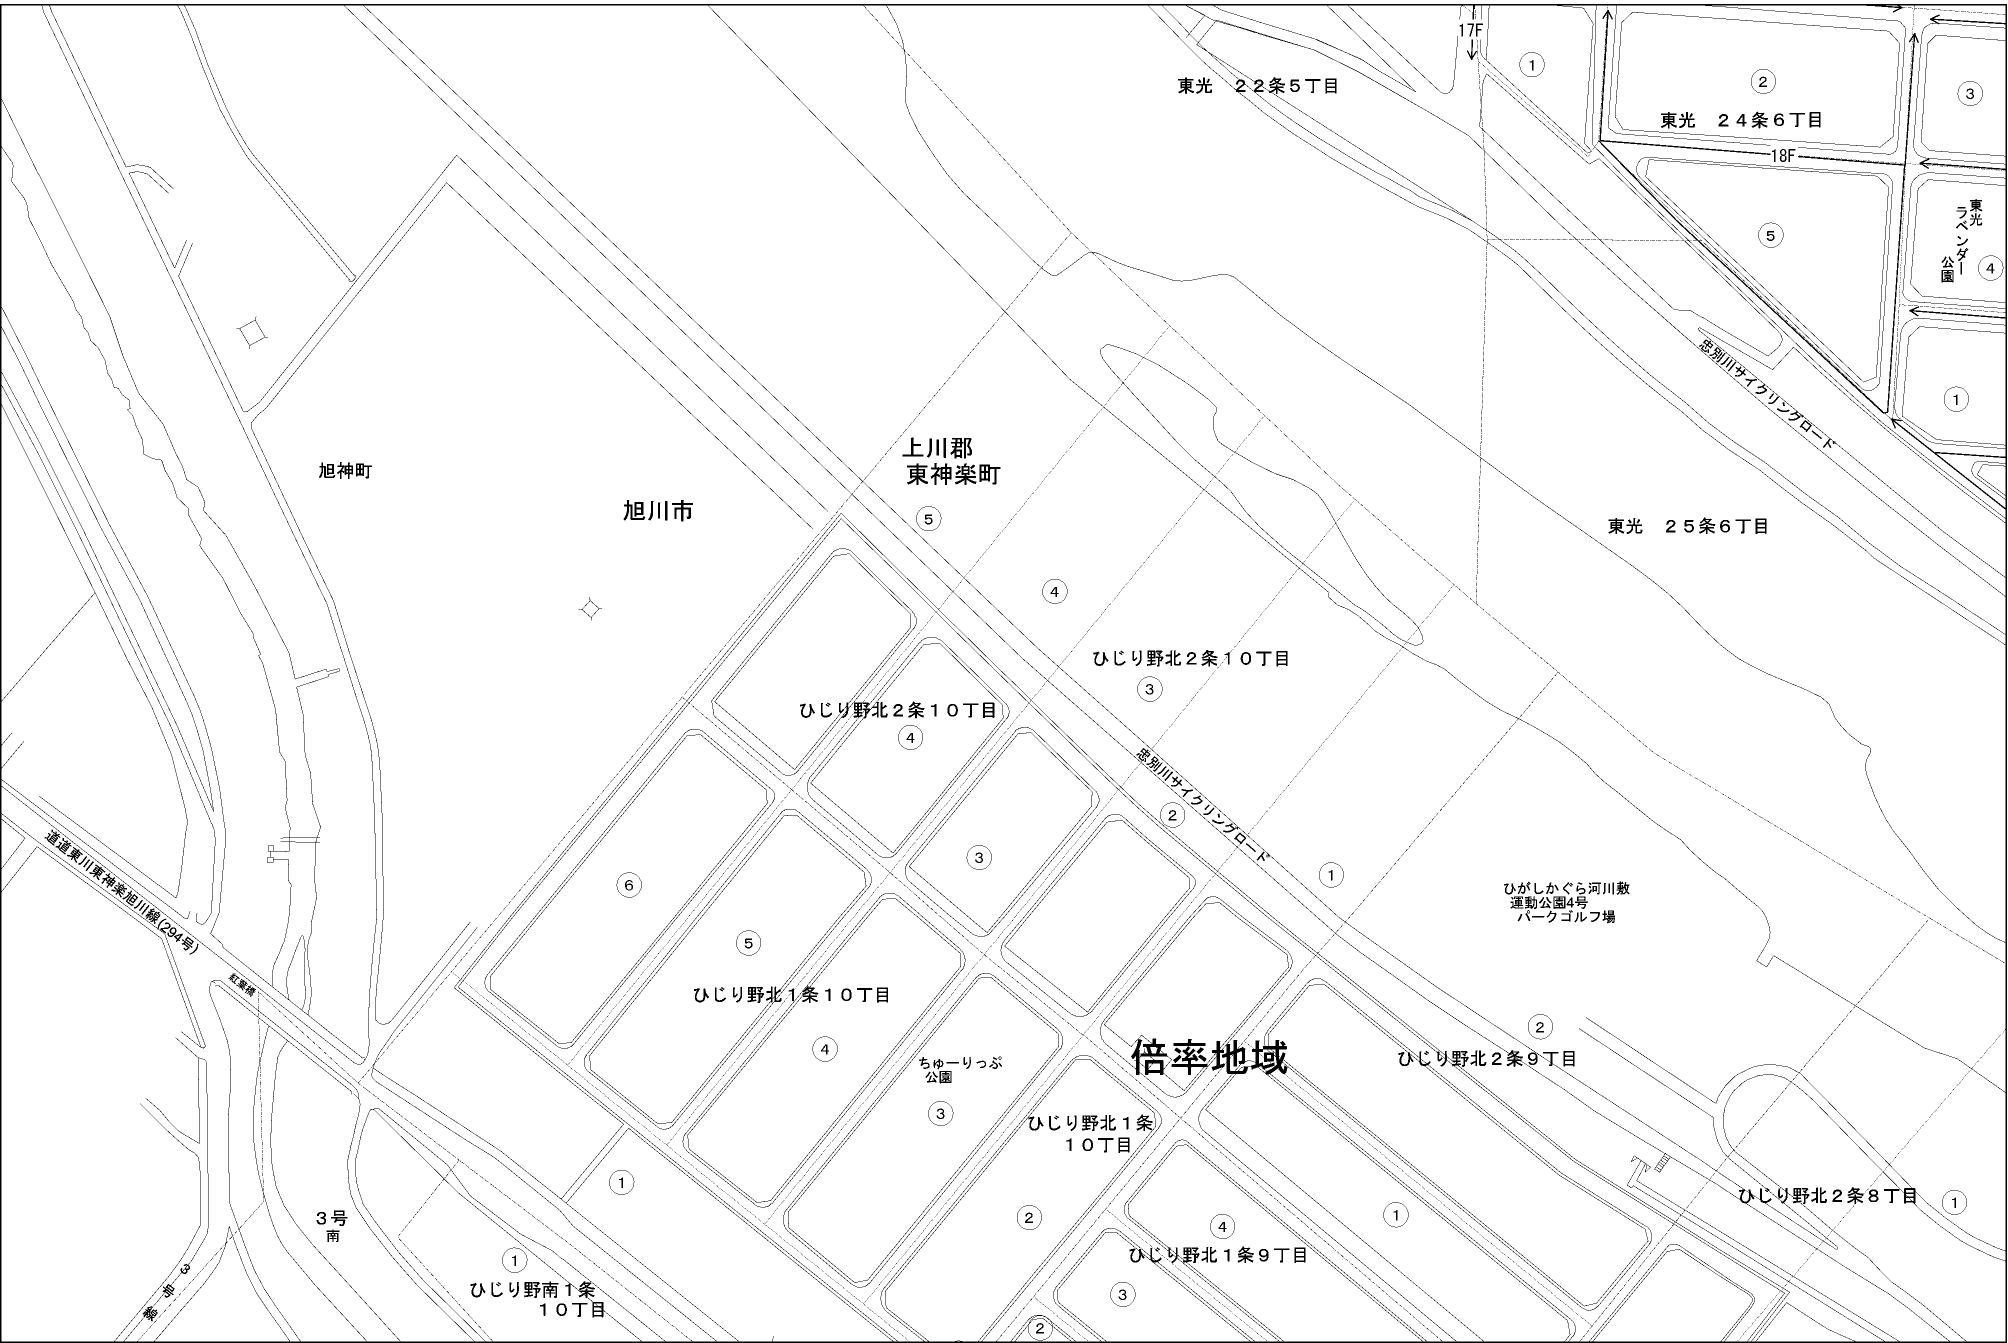 17F
①
②
③
東光　２２条５丁目
東光　２４条６丁目
18F
東光
ラベンダー
公園
⑤
④
忠別川サイクリングロード
①
上川郡
東神楽町
旭神町
旭川市
⑤
東光　２５条６丁目
④
ひじり野北２条１０丁目
③
ひじり野北２条１０丁目
④
忠別川サイクリングロード
②
③
①
⑥
ひがしかぐら河川敷
運動公園4号
パークゴルフ場
道道東川東神楽旭川線(294号)
⑤
紅葉橋
ひじり野北１条１０丁目
④
ちゅーりっぷ
公園
③
倍率地域
②
ひじり野北２条９丁目
ひじり野北１条
１０丁目
①
②
④
①
ひじり野北２条８丁目
①
３号
南
ひじり野北１条９丁目
①
ひじり野南１条
１０丁目
３号線
③
②